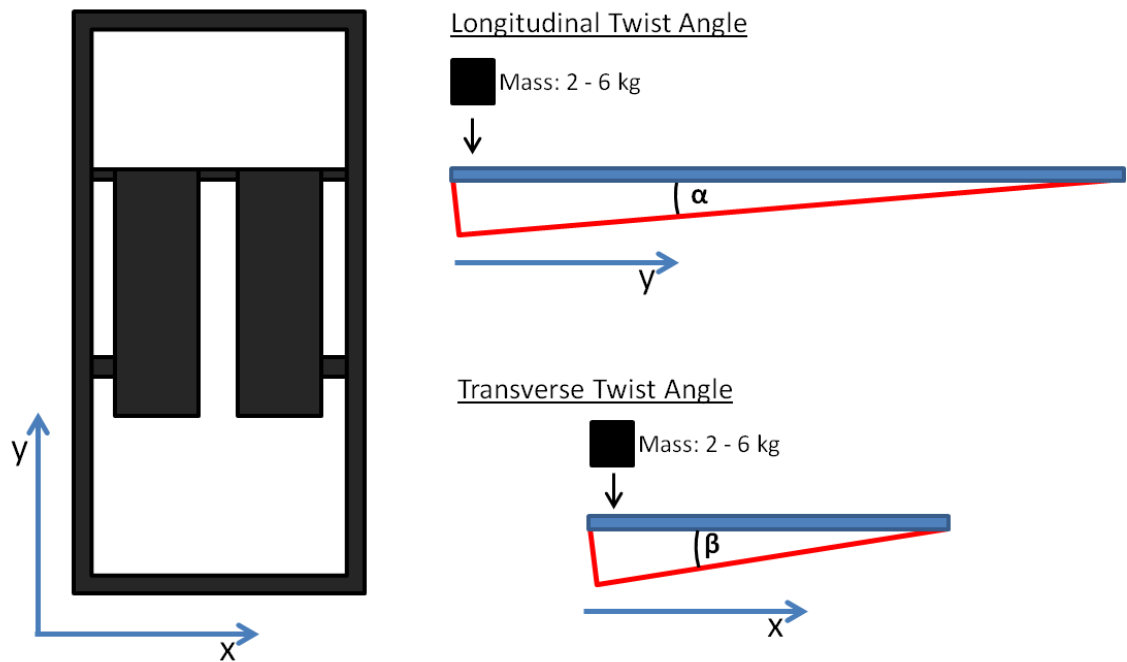 Longitudinal Twist Angle
Mass: 2 - 6 kg
α
y
Transverse Twist Angle
Mass: 2 - 6 kg
y
β
x
x